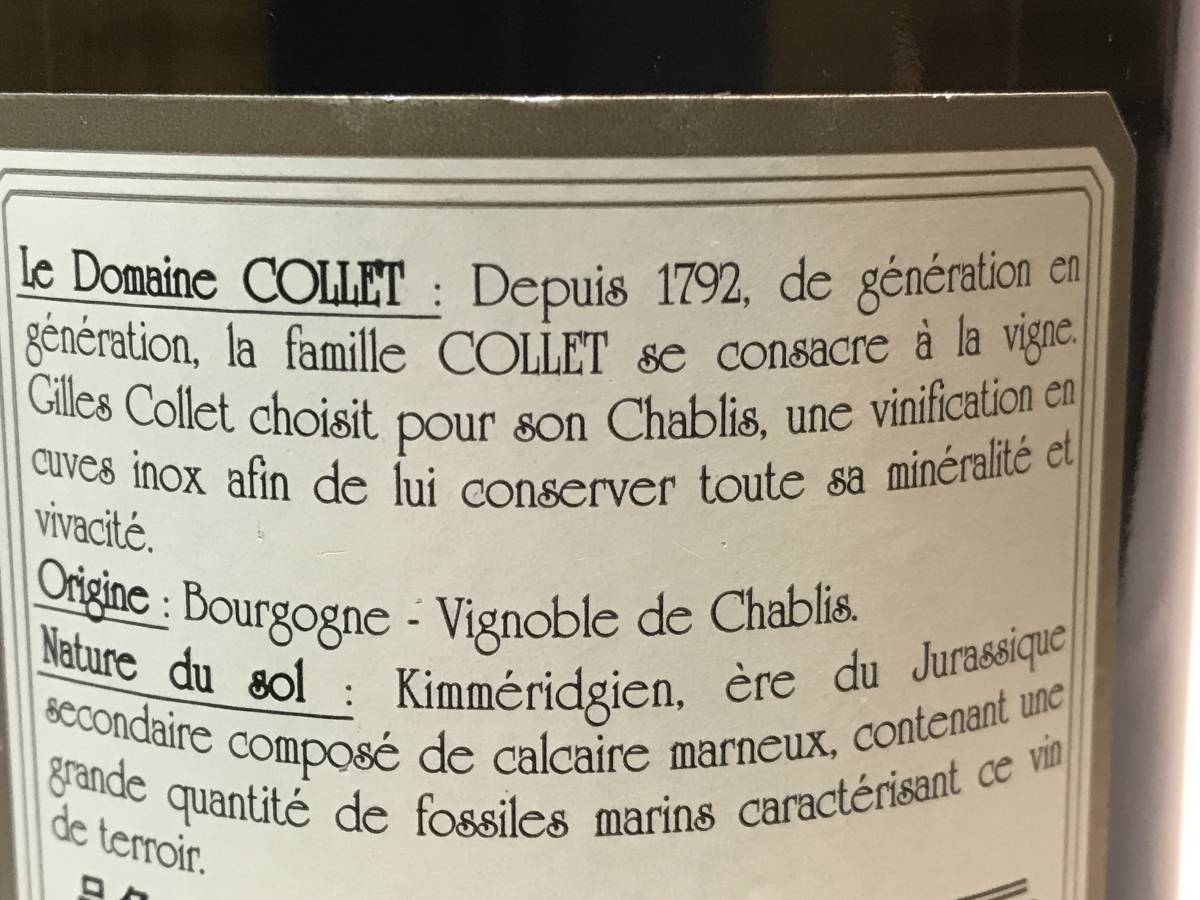 Le Domaine COLLET : Depuis 1792, de génération en
génération, la famille COLLET se consacre à la vigne.
Gilles Collet choisit pour son Chablis, une vinification en
cuves inox afin de lui conserver toute sa minéralité et
vivacité.
Origine : Bourgogne - Vignoble de Chablis.
Nature du sol : Kimméridgien, ère du Jurassique
secondaire composé de calcaire marneux, contenant une
grande quantité de fossiles marins caractérisant ce vin
de terroir.